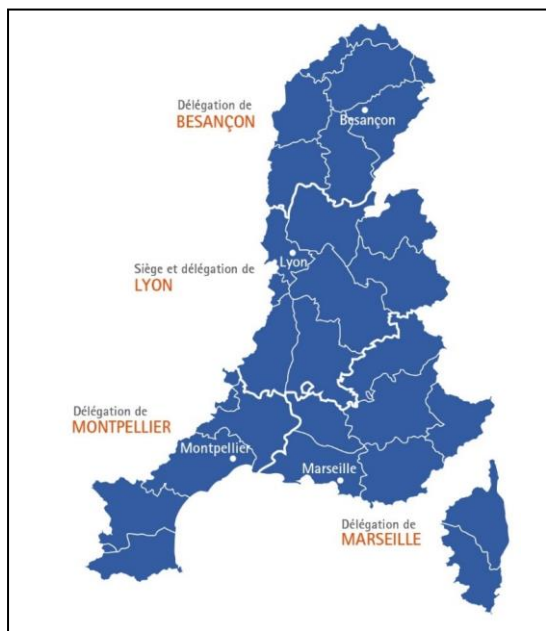 Délégation de
BESANÇON
Besançon
Lyon
Siège et délégation de
LYON
Délégation de
MONTPELLIER
Montpellier
Marseille
Délégation de
MARSEILLE